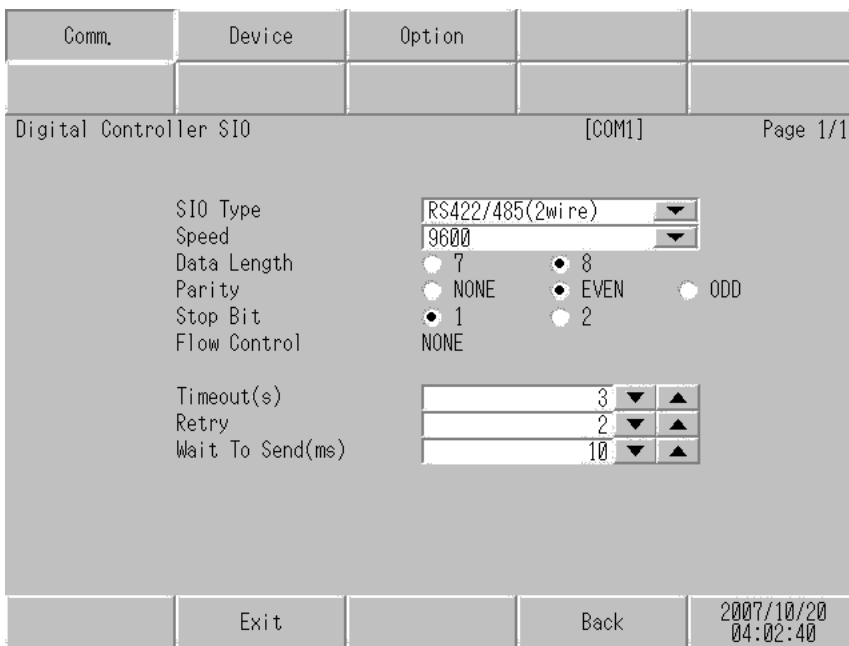 Comm. Device Option
Digital Controller SIO [COM1] Page 1/1
SIO Type RS422/485(2wire)
Speed 9600
Data Length 7 8
Parity NONE EVEN ODD
Stop Bit 1 2
Flow Control NONE
Timeout(s) 3
Retry 2
Wait To Send(ms) 10
Exit Back 2007/10/20
04:02:40